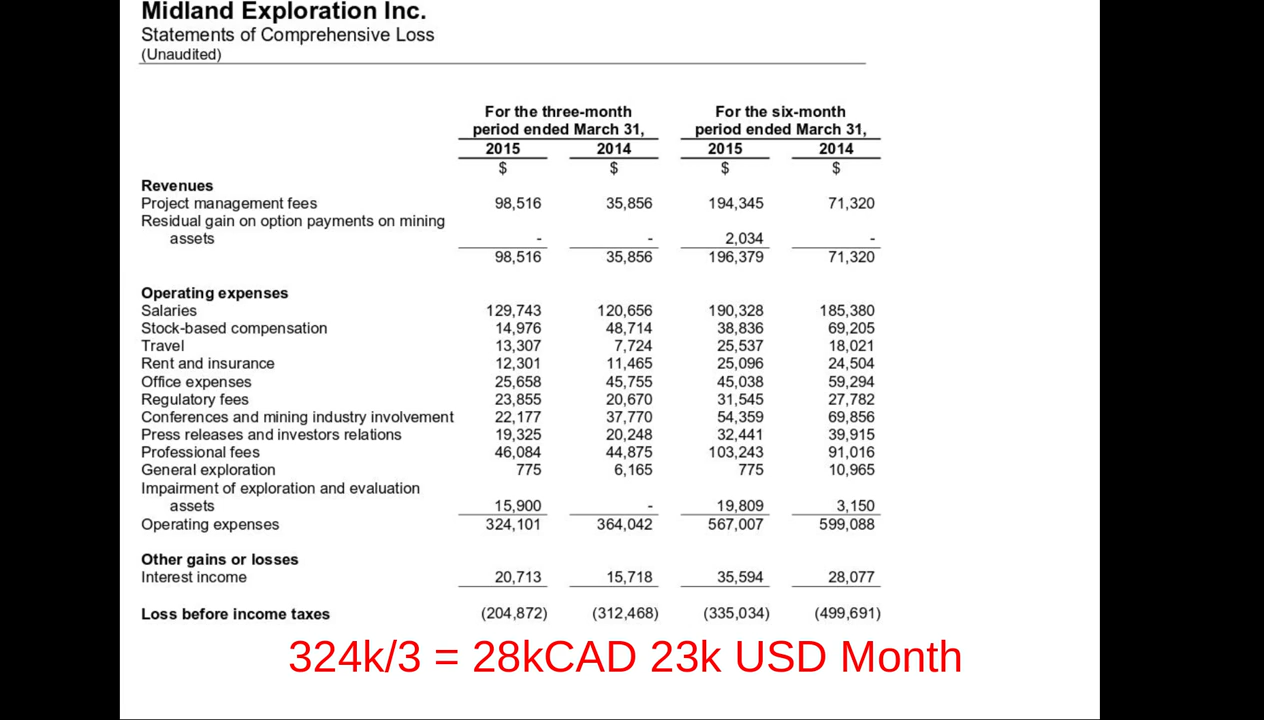 Midland Exploration Inc.
Statements of Comprehensive Loss
(Unaudited)
For the three-month For the six-month
period ended March 31, period ended March 31,
2015 2014 2015 2014
$ $ $ $
Revenues
Project management fees 98,516 35,856 194,345 71,320
Residual gain on option payments on mining
assets - - 2,034 -
98,516 35,856 196,379 71,320
Operating expenses
Salaries 129,743 120,656 190,328 185,380
Stock-based compensation 14,976 48,714 38,836 69,205
Travel 13,307 7,724 25,537 18,021
Rent and insurance 12,301 11,465 25,096 24,504
Office expenses 25,658 45,755 45,038 59,294
Regulatory fees 23,855 20,670 31,545 27,782
Conferences and mining industry involvement 22,177 37,770 54,359 69,856
Press releases and investors relations 19,325 20,248 32,441 39,915
Professional fees 46,084 44,875 103,243 91,016
General exploration 775 6,165 775 10,965
Impairment of exploration and evaluation
assets 15,900 - 19,809 3,150
Operating expenses 324,101 364,042 567,007 599,088
Other gains or losses
Interest income 20,713 15,718 35,594 28,077
Loss before income taxes (204,872) (312,468) (335,034) (499,691)
324k/3 = 28kCAD 23k USD Month